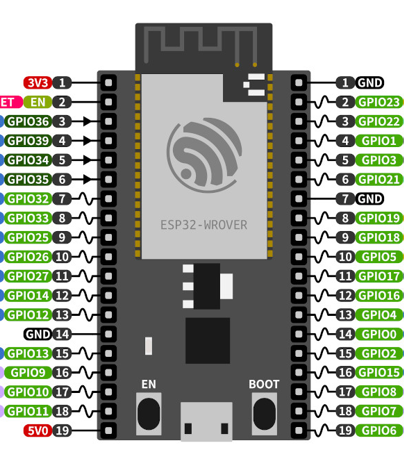 3V3 1 1 GND
ET EN 2 2 GPIO23
GPIO36 3 3 GPIO22
GPIO39 4 4 GPIO1
GPIO34 5 5 GPIO3
GPIO35 6 6 GPIO21
GPIO32 7 7 GND
GPIO33 8 8 GPIO19
GPIO25 9 9 GPIO18
GPIO26 10 10 GPIO5
GPIO27 11 11 GPIO17
GPIO14 12 12 GPIO16
GPIO12 13 13 GPIO4
GND 14 14 GPIO0
GPIO13 15 15 GPIO2
GPIO9 16 16 GPIO15
GPIO10 17 17 GPIO8
GPIO11 18 18 GPIO7
5V0 19 19 GPIO6
ESP32-WROVER
EN BOOT